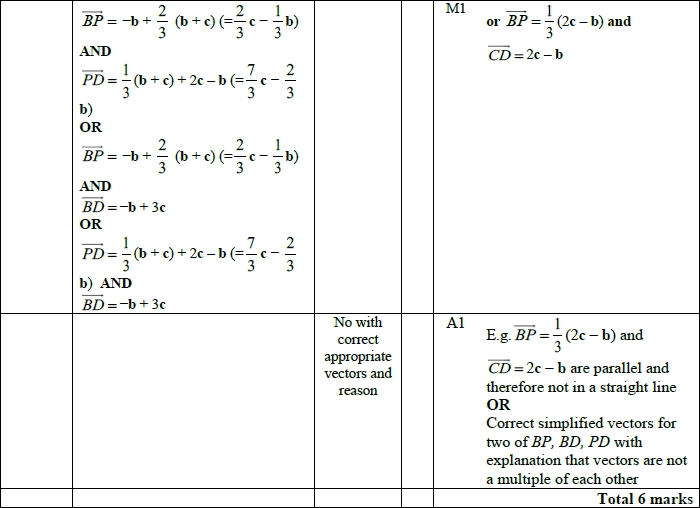 BP = −b + 2/3 (b + c) (= 2/3 c − 1/3 b)
AND
PD = 1/3 (b + c) + 2c – b (= 7/3 c − 2/3
b)
OR
BP = −b + 2/3 (b + c) (= 2/3 c − 1/3 b)
AND
BD = −b + 3c
OR
PD = 1/3 (b + c) + 2c – b (= 7/3 c − 2/3
b) AND
BD = −b + 3c
M1
or BP = 1/3 (2c – b) and
CD = 2c – b
No with
correct
appropriate
vectors and
reason
A1
E.g. BP = 1/3 (2c – b) and
CD = 2c – b are parallel and
therefore not in a straight line
OR
Correct simplified vectors for
two of BP, BD, PD with
explanation that vectors are not
a multiple of each other
Total 6 marks